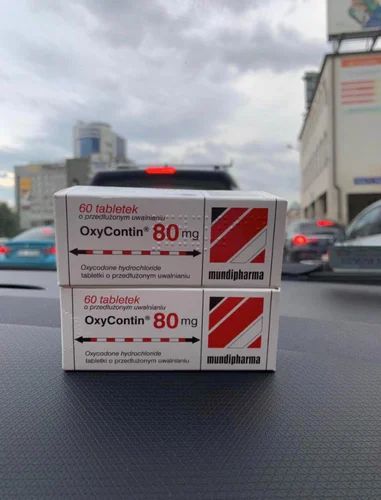 60 tabletek
o przedłużonym uwalnianiu
OxyContin® 80 mg
Oxycodone hydrochloride
tabletki o przedłużonym uwalnianiu
mundipharma
60 tabletek
o przedłużonym uwalnianiu
OxyContin® 80 mg
Oxycodone hydrochloride
tabletki o przedłużonym uwalnianiu
mundipharma